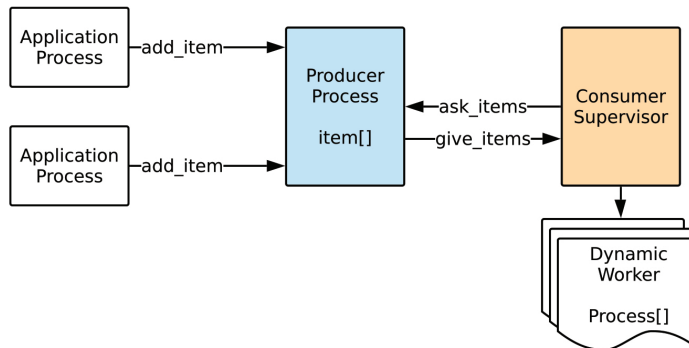 Application
Process
add_item
Producer
Process
item[]
ask_items
give_items
Consumer
Supervisor
Application
Process
add_item
Dynamic
Worker
Process[]